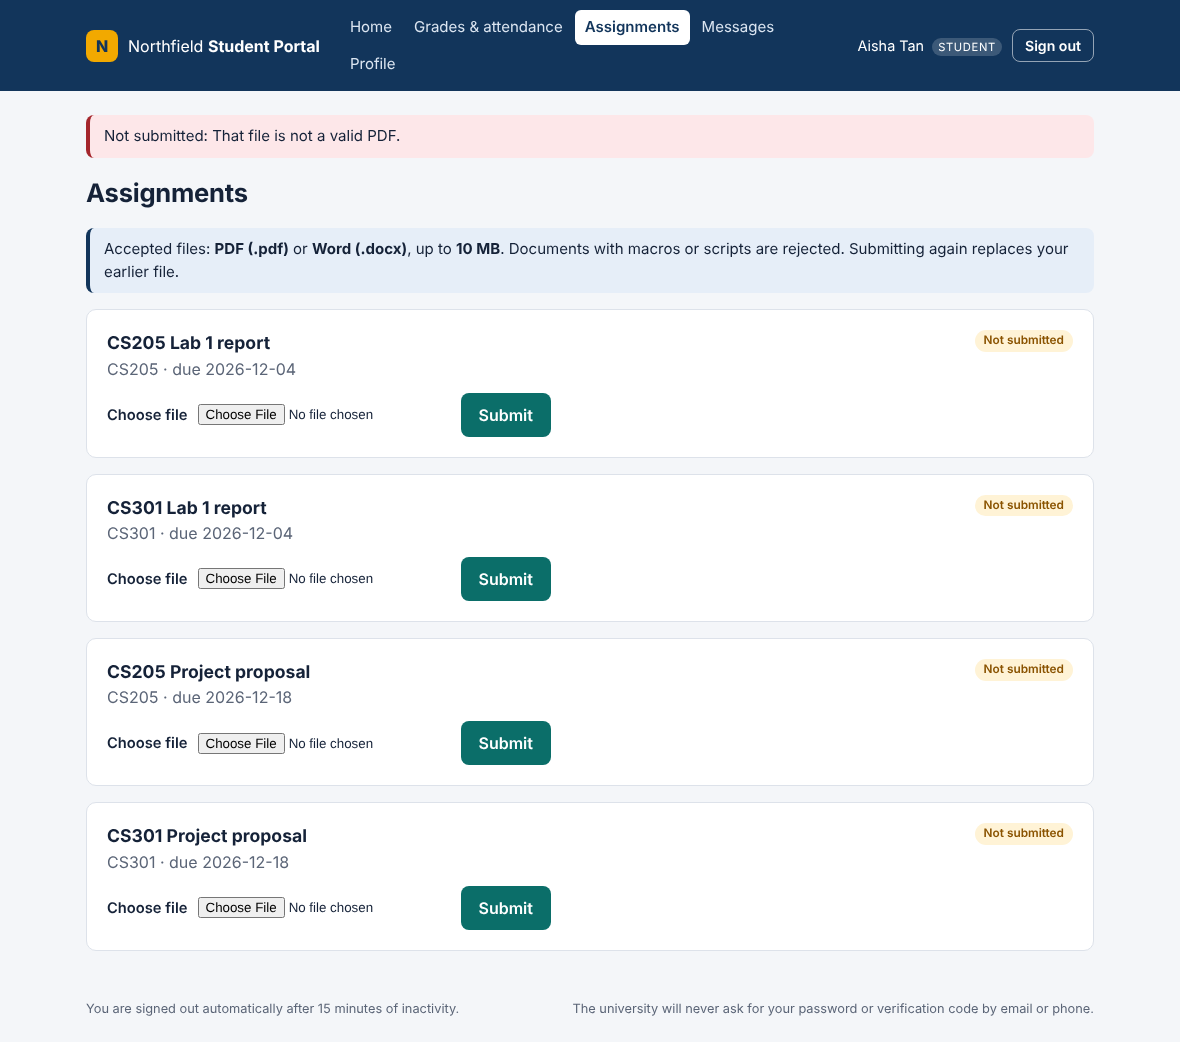 N
Northfield Student Portal
Home
Grades & attendance
Assignments
Messages
Profile
Aisha Tan
STUDENT
Sign out
Not submitted: That file is not a valid PDF.
Assignments
Accepted files: PDF (.pdf) or Word (.docx), up to 10 MB. Documents with macros or scripts are rejected. Submitting again replaces your
earlier file.
CS205 Lab 1 report
Not submitted
CS205 · due 2026-12-04
Choose file
Choose File No file chosen
Submit
CS301 Lab 1 report
Not submitted
CS301 · due 2026-12-04
Choose file
Choose File No file chosen
Submit
CS205 Project proposal
Not submitted
CS205 · due 2026-12-18
Choose file
Choose File No file chosen
Submit
CS301 Project proposal
Not submitted
CS301 · due 2026-12-18
Choose file
Choose File No file chosen
Submit
You are signed out automatically after 15 minutes of inactivity.
The university will never ask for your password or verification code by email or phone.